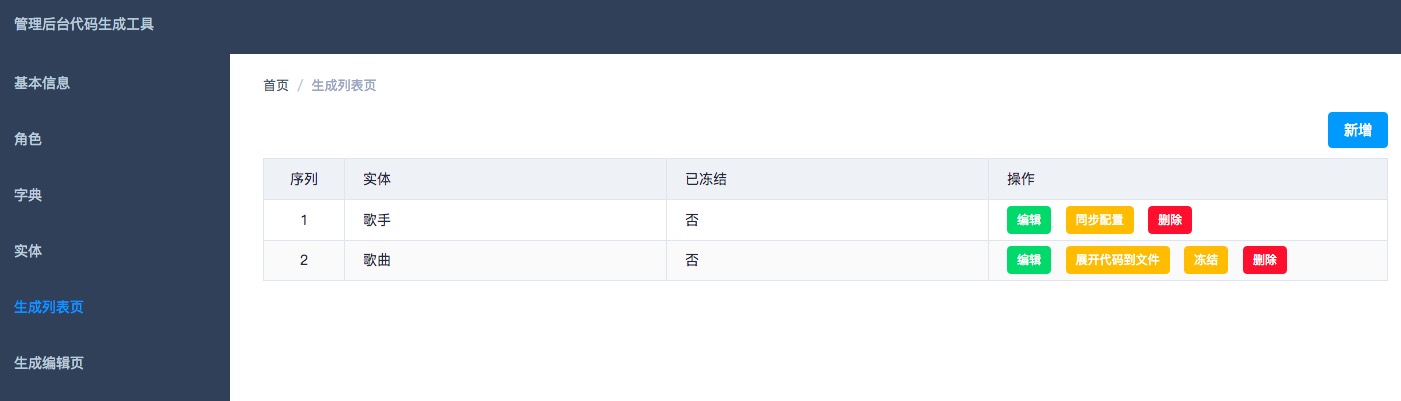 管理后台代码生成工具
基本信息
角色
字典
实体
生成列表页
生成编辑页
首页 / 生成列表页
新增
序列 实体 已冻结 操作
1 歌手 否 编辑 同步配置 删除
2 歌曲 否 编辑 展开代码到文件 冻结 删除